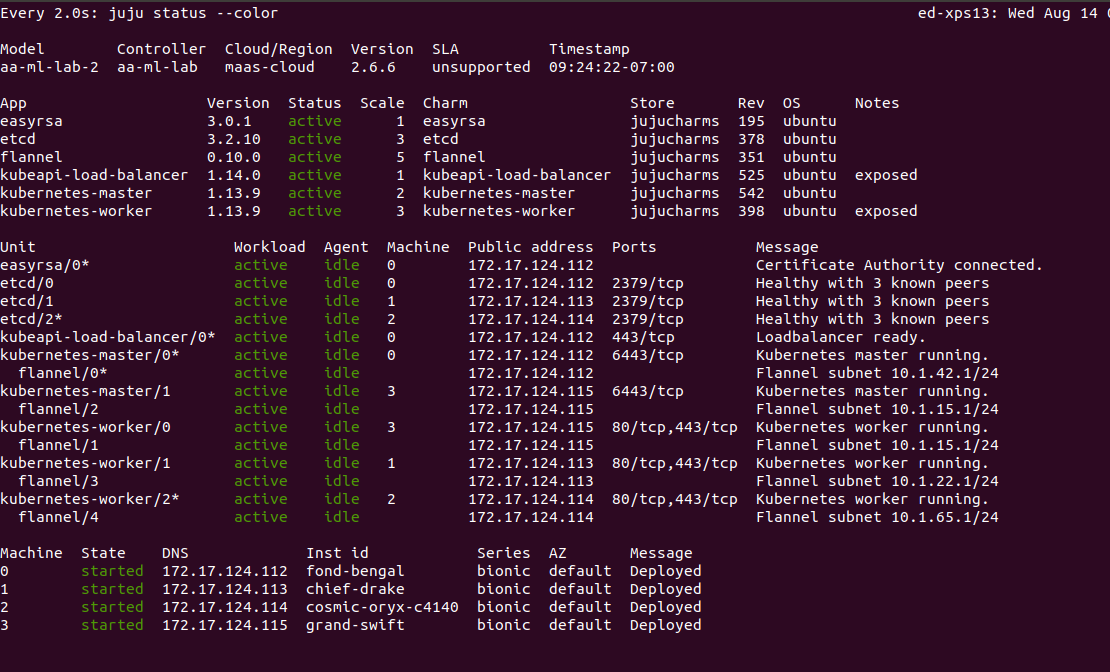 Every 2.0s: juju status --color ed-xps13: Wed Aug 14
Model Controller Cloud/Region Version SLA Timestamp
aa-ml-lab-2 aa-ml-lab maas-cloud 2.6.6 unsupported 09:24:22-07:00
App Version Status Scale Charm Store Rev OS Notes
easyrsa 3.0.1 active 1 easyrsa jujucharms 195 ubuntu
etcd 3.2.10 active 3 etcd jujucharms 378 ubuntu
flannel 0.10.0 active 5 flannel jujucharms 351 ubuntu
kubeapi-load-balancer 1.14.0 active 1 kubeapi-load-balancer jujucharms 525 ubuntu exposed
kubernetes-master 1.13.9 active 2 kubernetes-master jujucharms 542 ubuntu
kubernetes-worker 1.13.9 active 3 kubernetes-worker jujucharms 398 ubuntu exposed
Unit Workload Agent Machine Public address Ports Message
easyrsa/0* active idle 0 172.17.124.112 Certificate Authority connected.
etcd/0 active idle 0 172.17.124.112 2379/tcp Healthy with 3 known peers
etcd/1 active idle 1 172.17.124.113 2379/tcp Healthy with 3 known peers
etcd/2* active idle 2 172.17.124.114 2379/tcp Healthy with 3 known peers
kubeapi-load-balancer/0* active idle 0 172.17.124.112 443/tcp Loadbalancer ready.
kubernetes-master/0* active idle 0 172.17.124.112 6443/tcp Kubernetes master running.
flannel/0* active idle 172.17.124.112 Flannel subnet 10.1.42.1/24
kubernetes-master/1 active idle 3 172.17.124.115 6443/tcp Kubernetes master running.
flannel/2 active idle 172.17.124.115 Flannel subnet 10.1.15.1/24
kubernetes-worker/0 active idle 3 172.17.124.115 80/tcp,443/tcp Kubernetes worker running.
flannel/1 active idle 172.17.124.115 Flannel subnet 10.1.15.1/24
kubernetes-worker/1 active idle 1 172.17.124.113 80/tcp,443/tcp Kubernetes worker running.
flannel/3 active idle 172.17.124.113 Flannel subnet 10.1.22.1/24
kubernetes-worker/2* active idle 2 172.17.124.114 80/tcp,443/tcp Kubernetes worker running.
flannel/4 active idle 172.17.124.114 Flannel subnet 10.1.65.1/24
Machine State DNS Inst id Series AZ Message
0 started 172.17.124.112 fond-bengal bionic default Deployed
1 started 172.17.124.113 chief-drake bionic default Deployed
2 started 172.17.124.114 cosmic-oryx-c4140 bionic default Deployed
3 started 172.17.124.115 grand-swift bionic default Deployed